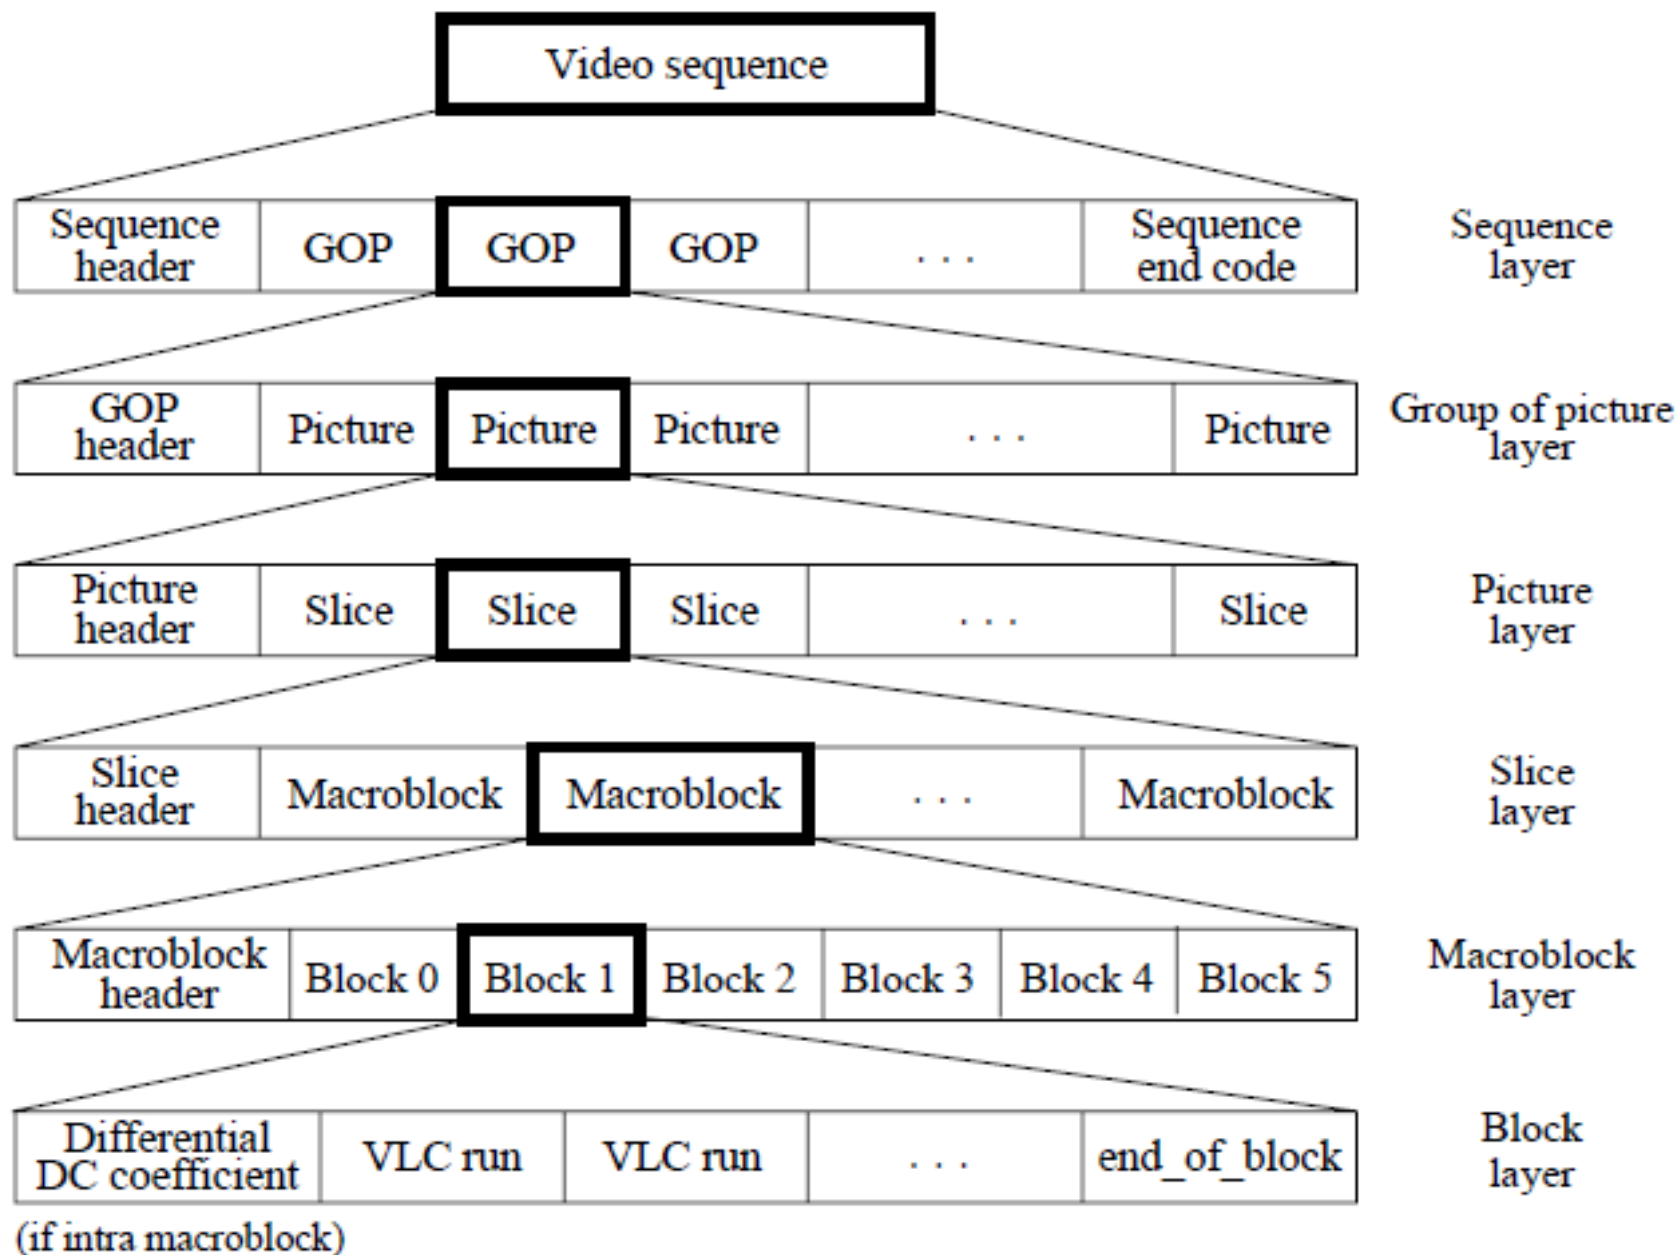 Video sequence
Sequence header GOP GOP GOP . . . Sequence end code Sequence layer
GOP header Picture Picture Picture . . . Picture Group of picture layer
Picture header Slice Slice Slice . . . Slice Picture layer
Slice header Macroblock Macroblock . . . Macroblock Slice layer
Macroblock header Block 0 Block 1 Block 2 Block 3 Block 4 Block 5 Macroblock layer
Differential DC coefficient VLC run VLC run . . . end_of_block Block layer
(if intra macroblock)